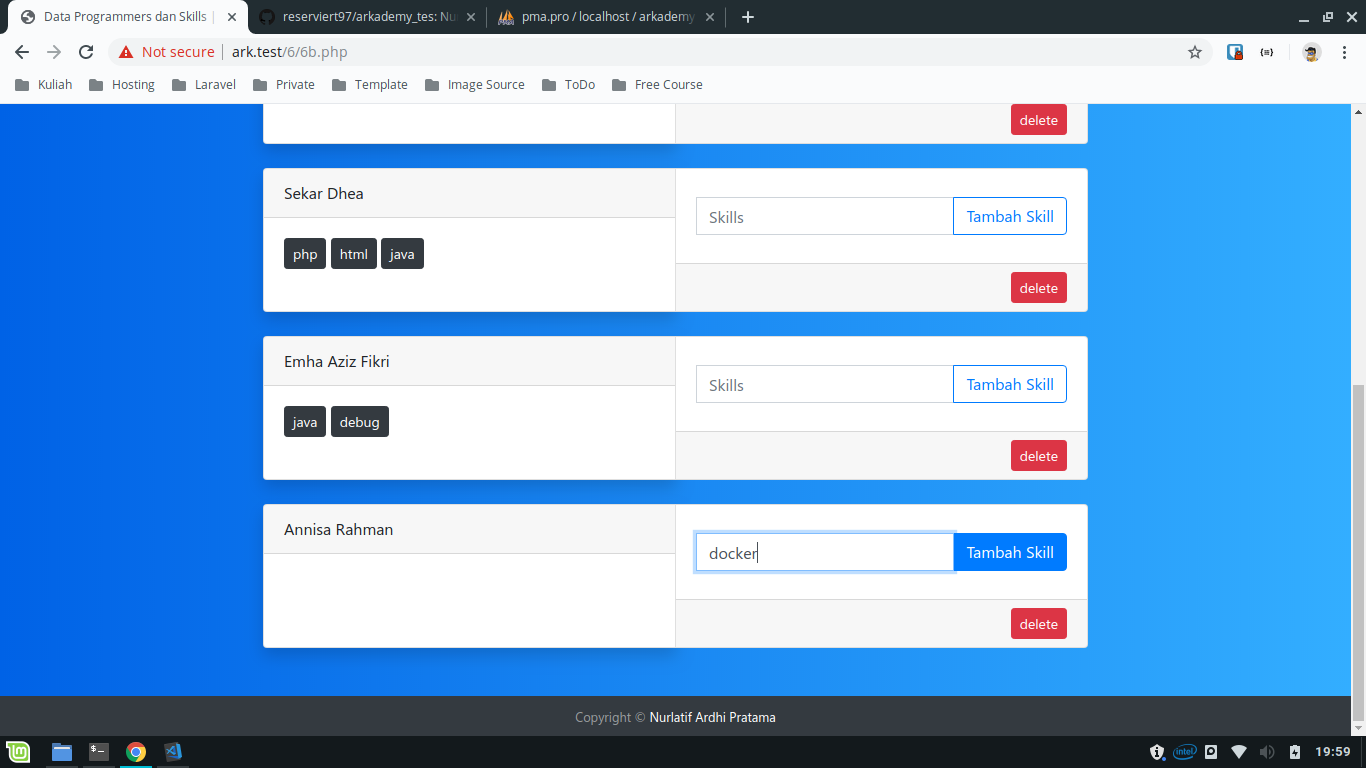 Data Programmers dan Skills |
reserviert97/arkademy_tes: Nu
pma.pro / localhost / arkademy
Not secure | ark.test/6/6b.php
Kuliah Hosting Laravel Private Template Image Source ToDo Free Course
delete
Sekar Dhea
Skills Tambah Skill
php html java
delete
Emha Aziz Fikri
Skills Tambah Skill
java debug
delete
Annisa Rahman
docker Tambah Skill
delete
Copyright © Nurlatif Ardhi Pratama
intel 19:59